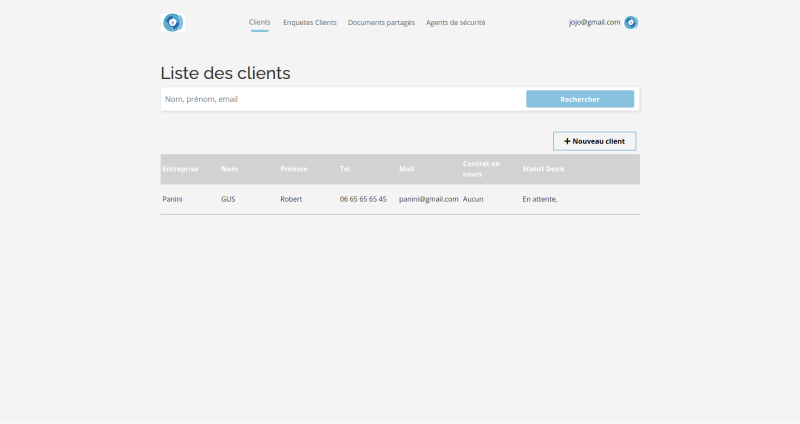 Clients Enquetes Clients Documents partagés Agents de sécurité jojo@gmail.com
Liste des clients
Nom, prénom, email Rechercher
+ Nouveau client
Entreprise Nom Prénom Tel Mail Contrat en cours Statut Devis
Panini GUS Robert 06 65 65 65 45 panini@gmail.com Aucun En attente,